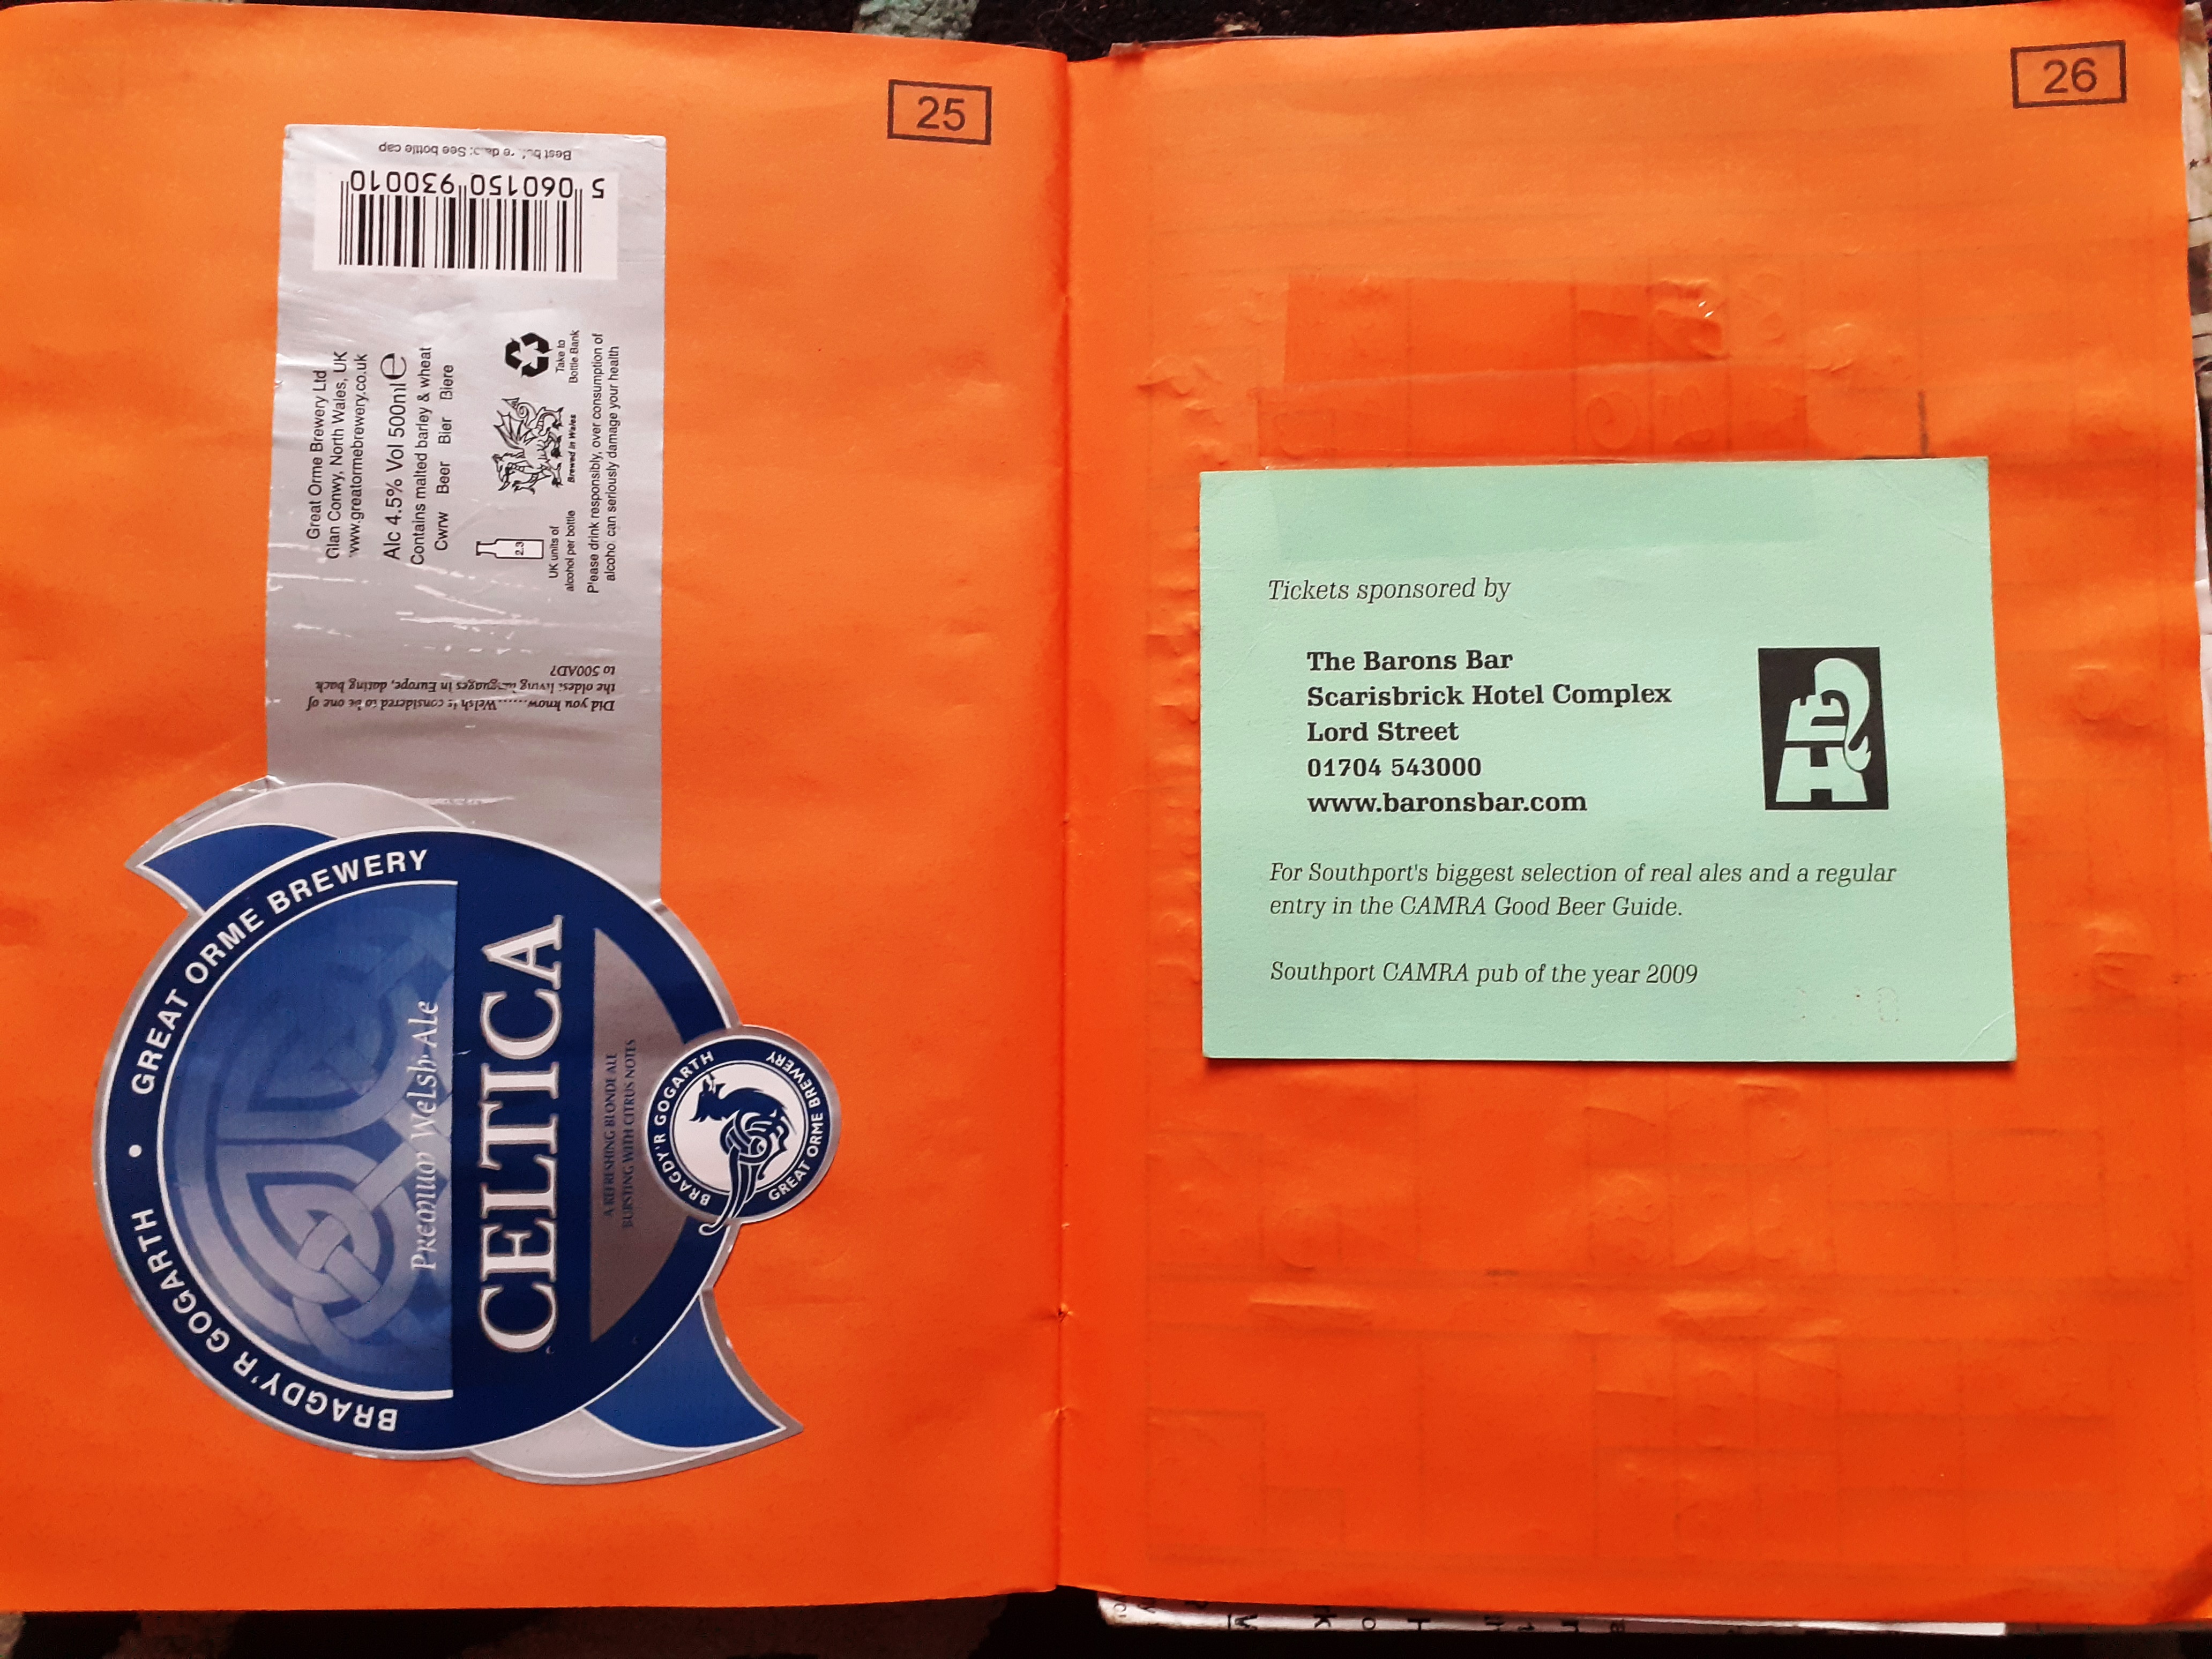 25
BRAGDY'R GOGARTH • GREAT ORME BREWERY
Premium Welsh Ale
CELTICA
A REFRESHING BLONDE ALE
BURSTING WITH CITRUS NOTES
BRAGDY'R GOGARTH
GREAT ORME BREWERY
Did you know......Welsh is considered to be one of
the oldest living languages in Europe, dating back
to 500AD?
Great Orme Brewery Ltd
Glan Conwy, North Wales, UK
www.greatormebrewery.co.uk
Alc 4.5% Vol 500ml e
Contains malted barley & wheat
Cwrw Beer Bier Biere
2.3
UK units of
alcohol per bottle
Brewed in Wales
Take to
Bottle Bank
Please drink responsibly, over consumption of
alcohol can seriously damage your health
5 060150 930010
Best before date: See bottle cap
26
Tickets sponsored by
The Barons Bar
Scarisbrick Hotel Complex
Lord Street
01704 543000
www.baronsbar.com
For Southport's biggest selection of real ales and a regular
entry in the CAMRA Good Beer Guide.
Southport CAMRA pub of the year 2009